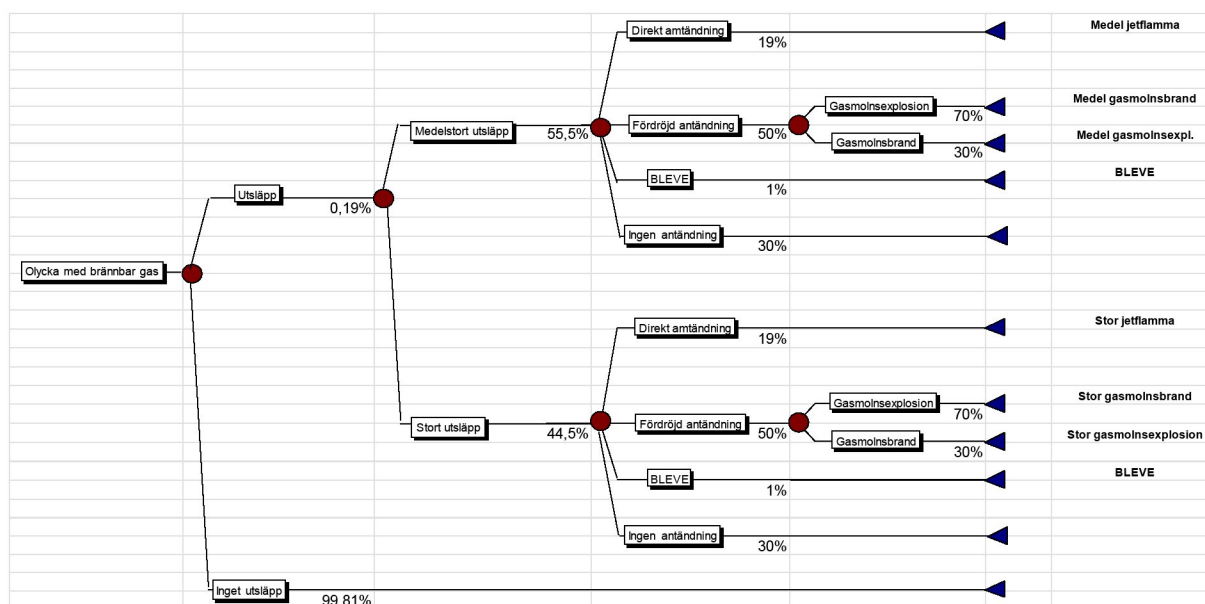 Direkt amtändning
19%
Medel jetflamma
Gasmolnsexplosion
70%
Medel gasmolnsbrand
Medelstort utsläpp
55,5%
Fördröjd antändning
50%
Gasmolnsbrand
30%
Medel gasmolnsexpl.
BLEVE
1%
BLEVE
Utsläpp
0,19%
Ingen antändning
30%
Olycka med brännbar gas
Direkt amtändning
19%
Stor jetflamma
Gasmolnsexplosion
70%
Stor gasmolnsbrand
Stort utsläpp
44,5%
Fördröjd antändning
50%
Gasmolnsbrand
30%
Stor gasmolnsexplosion
BLEVE
1%
BLEVE
Ingen antändning
30%
Inget utsläpp
99,81%